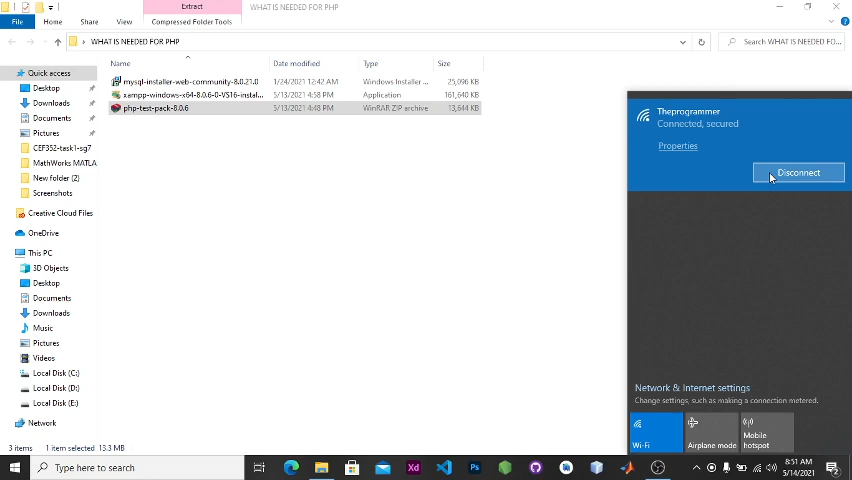 Extract
WHAT IS NEEDED FOR PHP
File
Home
Share
View
Compressed Folder Tools
WHAT IS NEEDED FOR PHP
Search WHAT IS NEEDED FO...
Name
Date modified
Type
Size
Quick access
Desktop
Downloads
Documents
Pictures
CEF352-task1-sg7
MathWorks MATLA
New folder (2)
Screenshots
Creative Cloud Files
OneDrive
This PC
3D Objects
Desktop
Documents
Downloads
Music
Pictures
Videos
Local Disk (C:)
Local Disk (D:)
Local Disk (E:)
Network
mysql-installer-web-community-8.0.21.0 1/24/2021 12:42 AM Windows Installer ... 25,096 KB
xampp-windows-x64-8.0.6-0-VS16-instal... 5/13/2021 4:58 PM Application 161,640 KB
php-test-pack-8.0.6 5/13/2021 4:48 PM WinRAR ZIP archive 13,644 KB
Theprogrammer
Connected, secured
Properties
Disconnect
Network & Internet settings
Change settings, such as making a connection metered.
Wi-Fi
Airplane mode
Mobile
hotspot
3 items 1 item selected 13.3 MB
Type here to search
Xd
Ps
8:51 AM
5/14/2021
2